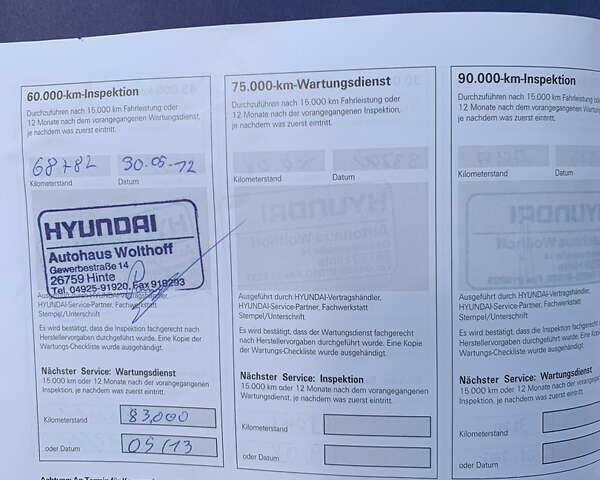 60.000-km-Inspektion
Durchzuführen nach 15.000 km Fahrleistung oder
12 Monate nach dem vorangegangenen Wartungsdienst,
je nachdem was zuerst eintritt.
68782 30-05-12
Kilometerstand Datum
HYUNDAI
Autohaus Wolthoff
Gewerbestraße 14
26759 Hinte
Tel. 04925-91920, Fax 919293
Ausgeführt durch HYUNDAI-Vertragshändler,
HYUNDAI-Service-Partner, Fachwerkstatt
Stempel/Unterschrift
Es wird bestätigt, dass die Inspektion fachgerecht nach
Herstellervorgaben durchgeführt wurde. Eine Kopie der
Wartungs-Checkliste wurde ausgehändigt.
Nächster Service: Wartungsdienst
15.000 km oder 12 Monate nach der vorangegangenen
Inspektion, je nachdem was zuerst eintritt.
Kilometerstand 83,000
oder Datum 05/13
75.000-km-Wartungsdienst
Durchzuführen nach 15.000 km Fahrleistung oder
12 Monate nach der vorangegangenen Inspektion,
je nachdem was zuerst eintritt.
Kilometerstand Datum
Ausgeführt durch HYUNDAI-Vertragshändler,
HYUNDAI-Service-Partner, Fachwerkstatt
Stempel/Unterschrift
Es wird bestätigt, dass der Wartungsdienst fachgerecht
nach Herstellervorgaben durchgeführt wurde. Eine Kopie
der Wartungs-Checkliste wurde ausgehändigt.
Nächster Service: Inspektion
15.000 km oder 12 Monate nach dem vorangegangenen
Wartungsdienst, je nachdem was zuerst eintritt.
Kilometerstand
oder Datum
90.000-km-Inspektion
Durchzuführen nach 15.000 km Fahrleistung oder
12 Monate nach dem vorangegangenen
je nachdem was zuerst eintritt.
Kilometerstand Datum
Ausgeführt durch HYUNDAI-Vertragshändler,
HYUNDAI-Service-Partner, Fachwerkstatt
Stempel/Unterschrift
Es wird bestätigt, dass die Inspektion fachgerecht
Herstellervorgaben durchgeführt wurde. Eine
Wartungs-Checkliste wurde ausgehändigt.
Nächster Service: Wartungsdienst
15.000 km oder 12 Monate nach der
Inspektion, je nachdem was zuerst eintritt.
Kilometerstand
oder Datum